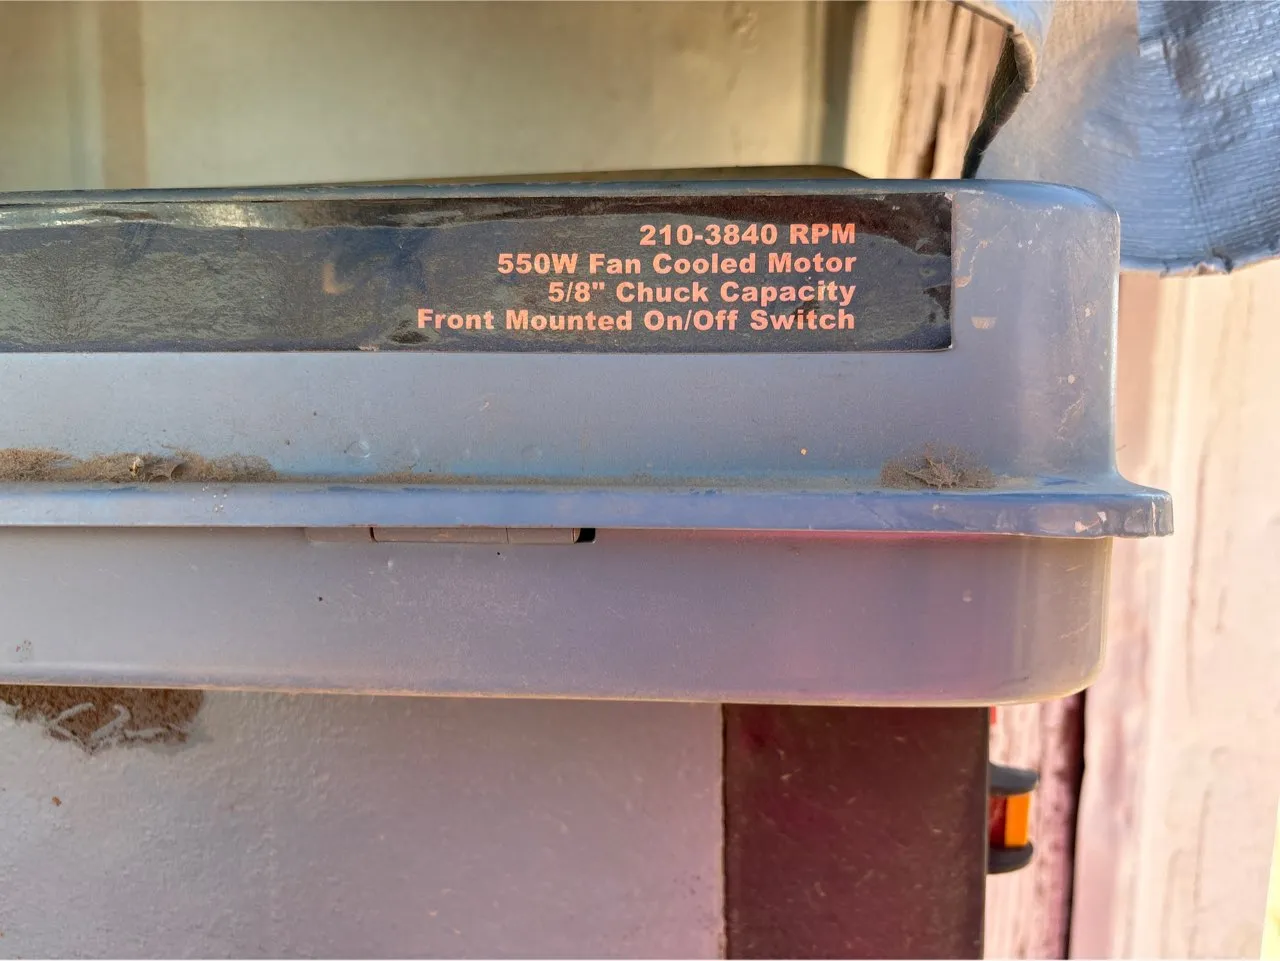 210-3840 RPM
550W Fan Cooled Motor
5/8" Chuck Capacity
Front Mounted On/Off Switch